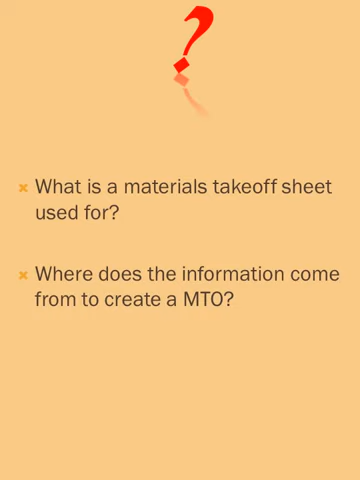 ?
What is a materials takeoff sheet
used for?
Where does the information come
from to create a MTO?